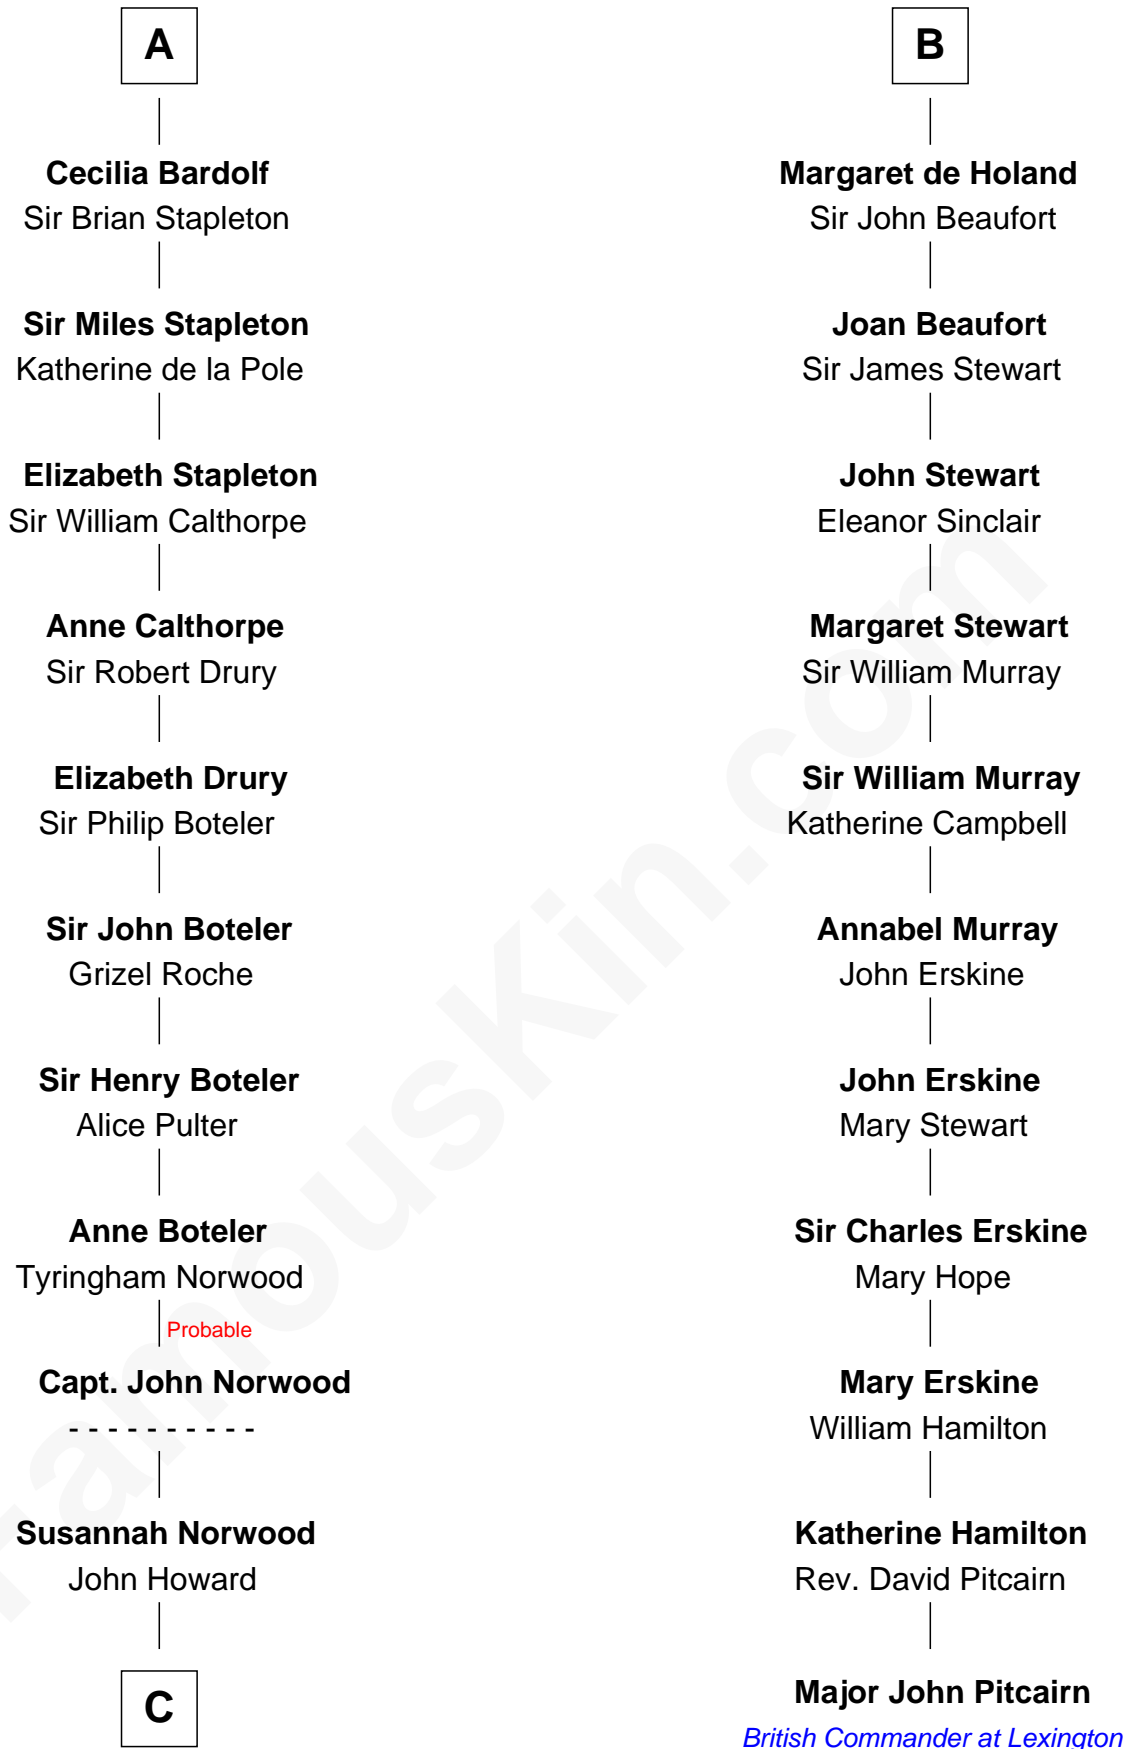 A
Cecilia Bardolf
Sir Brian Stapleton
Sir Miles Stapleton
Katherine de la Pole
Elizabeth Stapleton
Sir William Calthorpe
Anne Calthorpe
Sir Robert Drury
Elizabeth Drury
Sir Philip Boteler
Sir John Boteler
Grizel Roche
Sir Henry Boteler
Alice Pulter
Anne Boteler
Tyringham Norwood
Probable
Capt. John Norwood
- - - - - - - - - -
Susannah Norwood
John Howard
C
B
Margaret de Holand
Sir John Beaufort
Joan Beaufort
Sir James Stewart
John Stewart
Eleanor Sinclair
Margaret Stewart
Sir William Murray
Sir William Murray
Katherine Campbell
Annabel Murray
John Erskine
John Erskine
Mary Stewart
Sir Charles Erskine
Mary Hope
Mary Erskine
William Hamilton
Katherine Hamilton
Rev. David Pitcairn
Major John Pitcairn
British Commander at Lexington
FamousKin.com